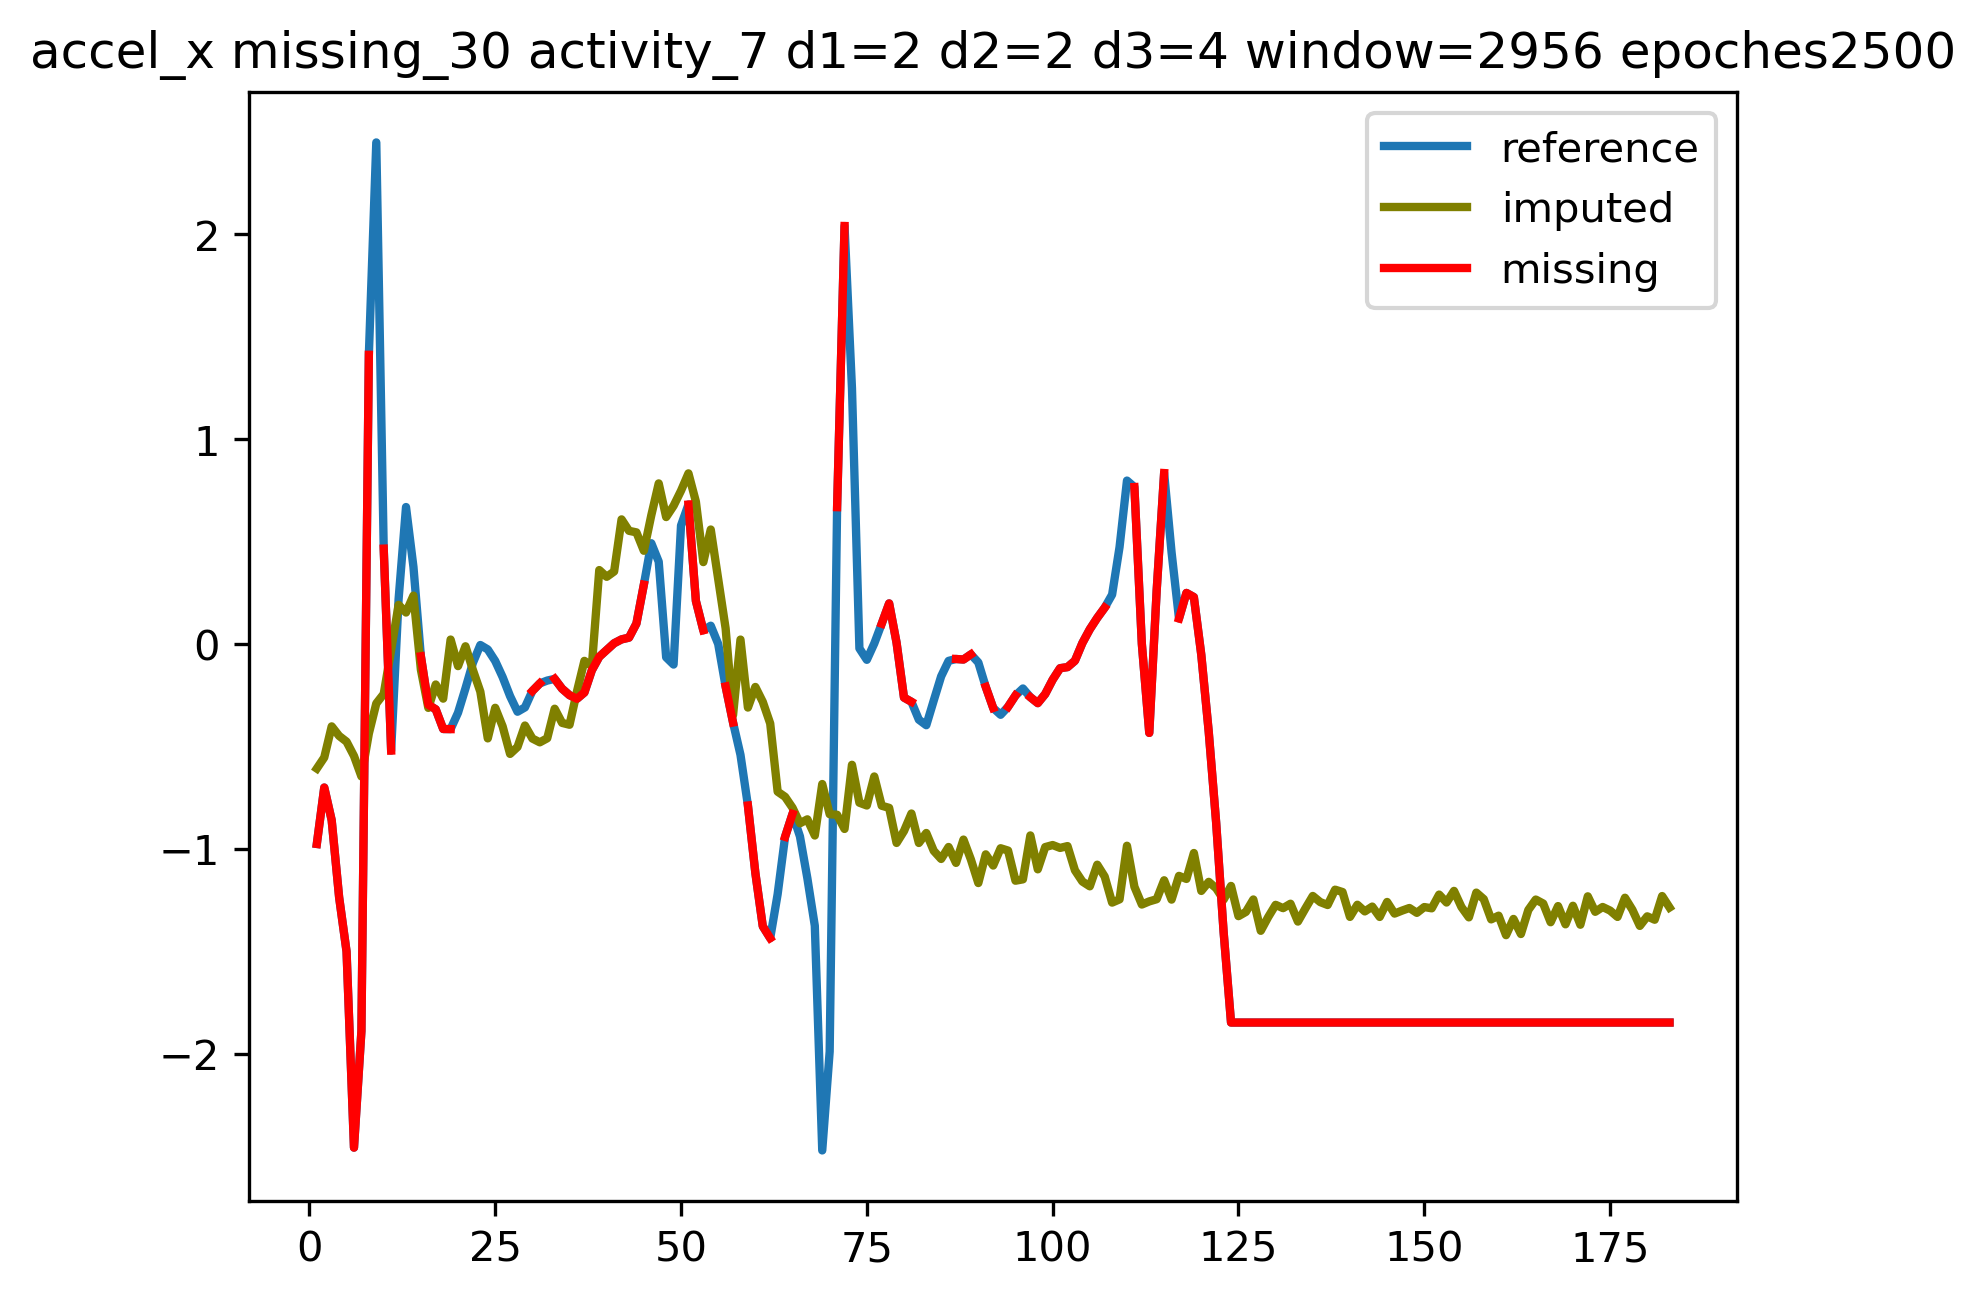 accel_x missing_30 activity_7 d1=2 d2=2 d3=4 window=2956 epoches2500
reference
imputed
missing
2
1
0
−1
−2
0 25 50 75 100 125 150 175